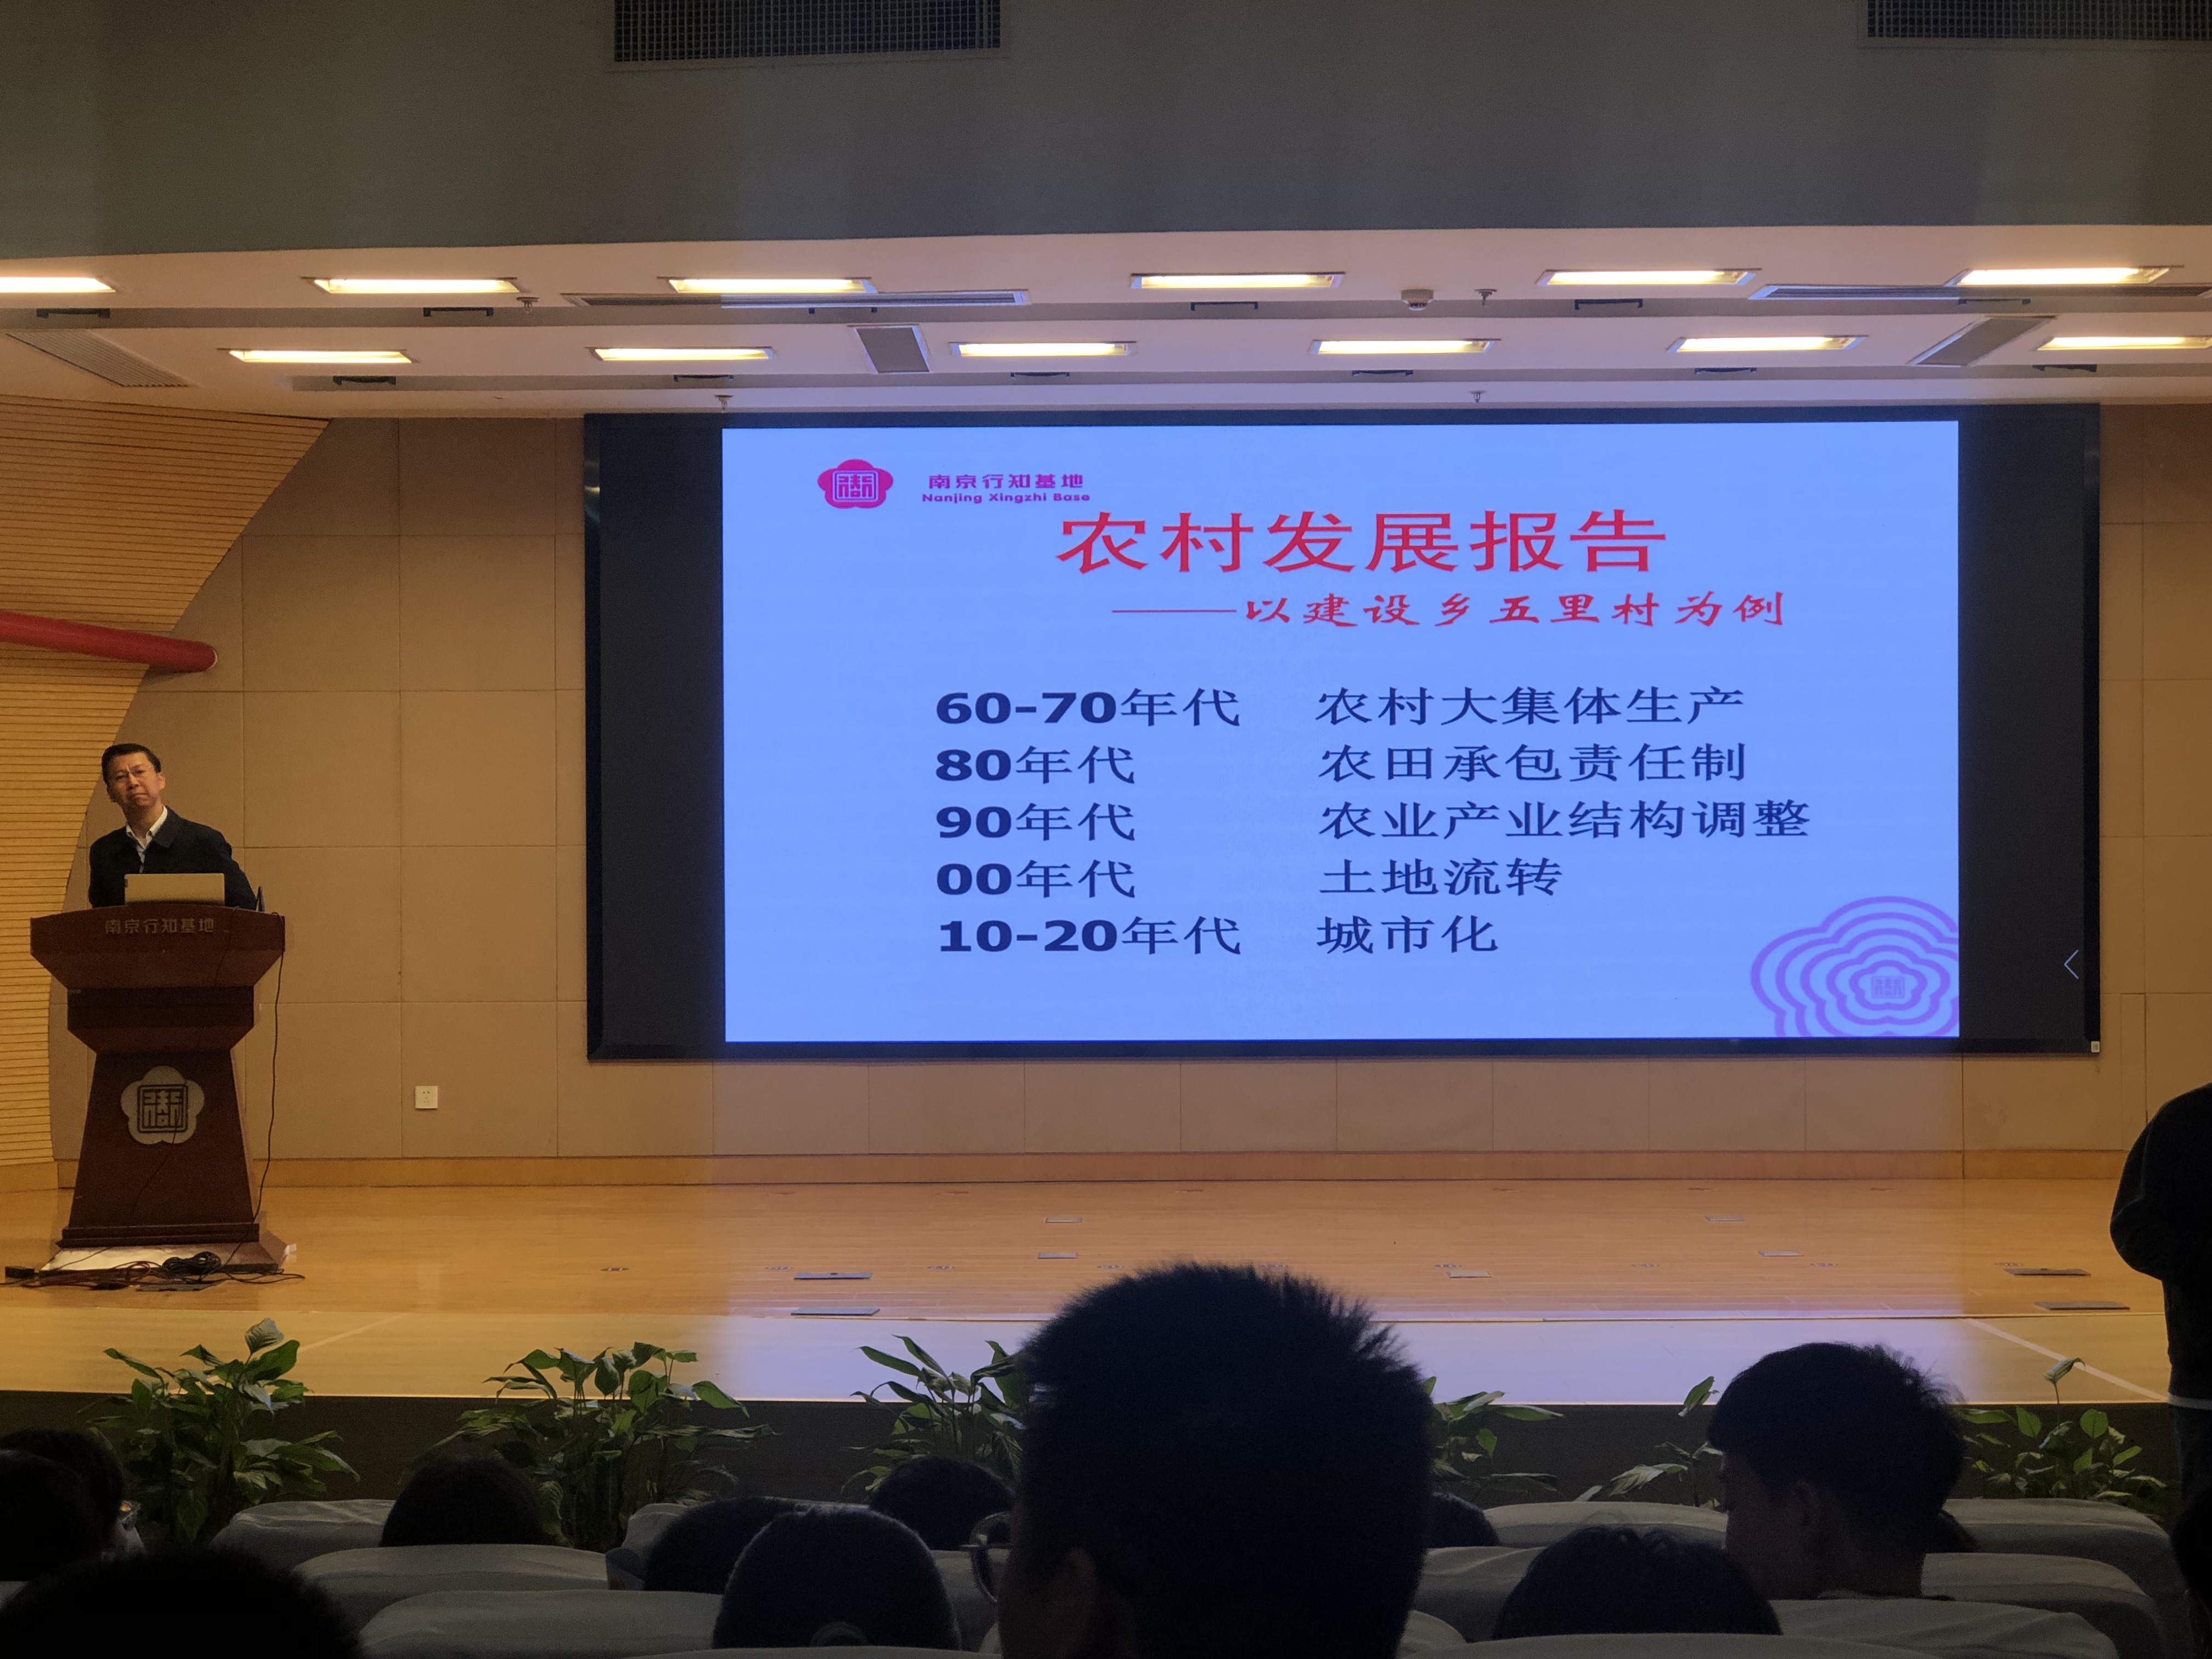 南京行知基地
Nanjing Xingzhi Base
农村发展报告
——以建设乡五里村为例
60-70年代 农村大集体生产
80年代 农田承包责任制
90年代 农业产业结构调整
00年代 土地流转
10-20年代 城市化
南京行知基地